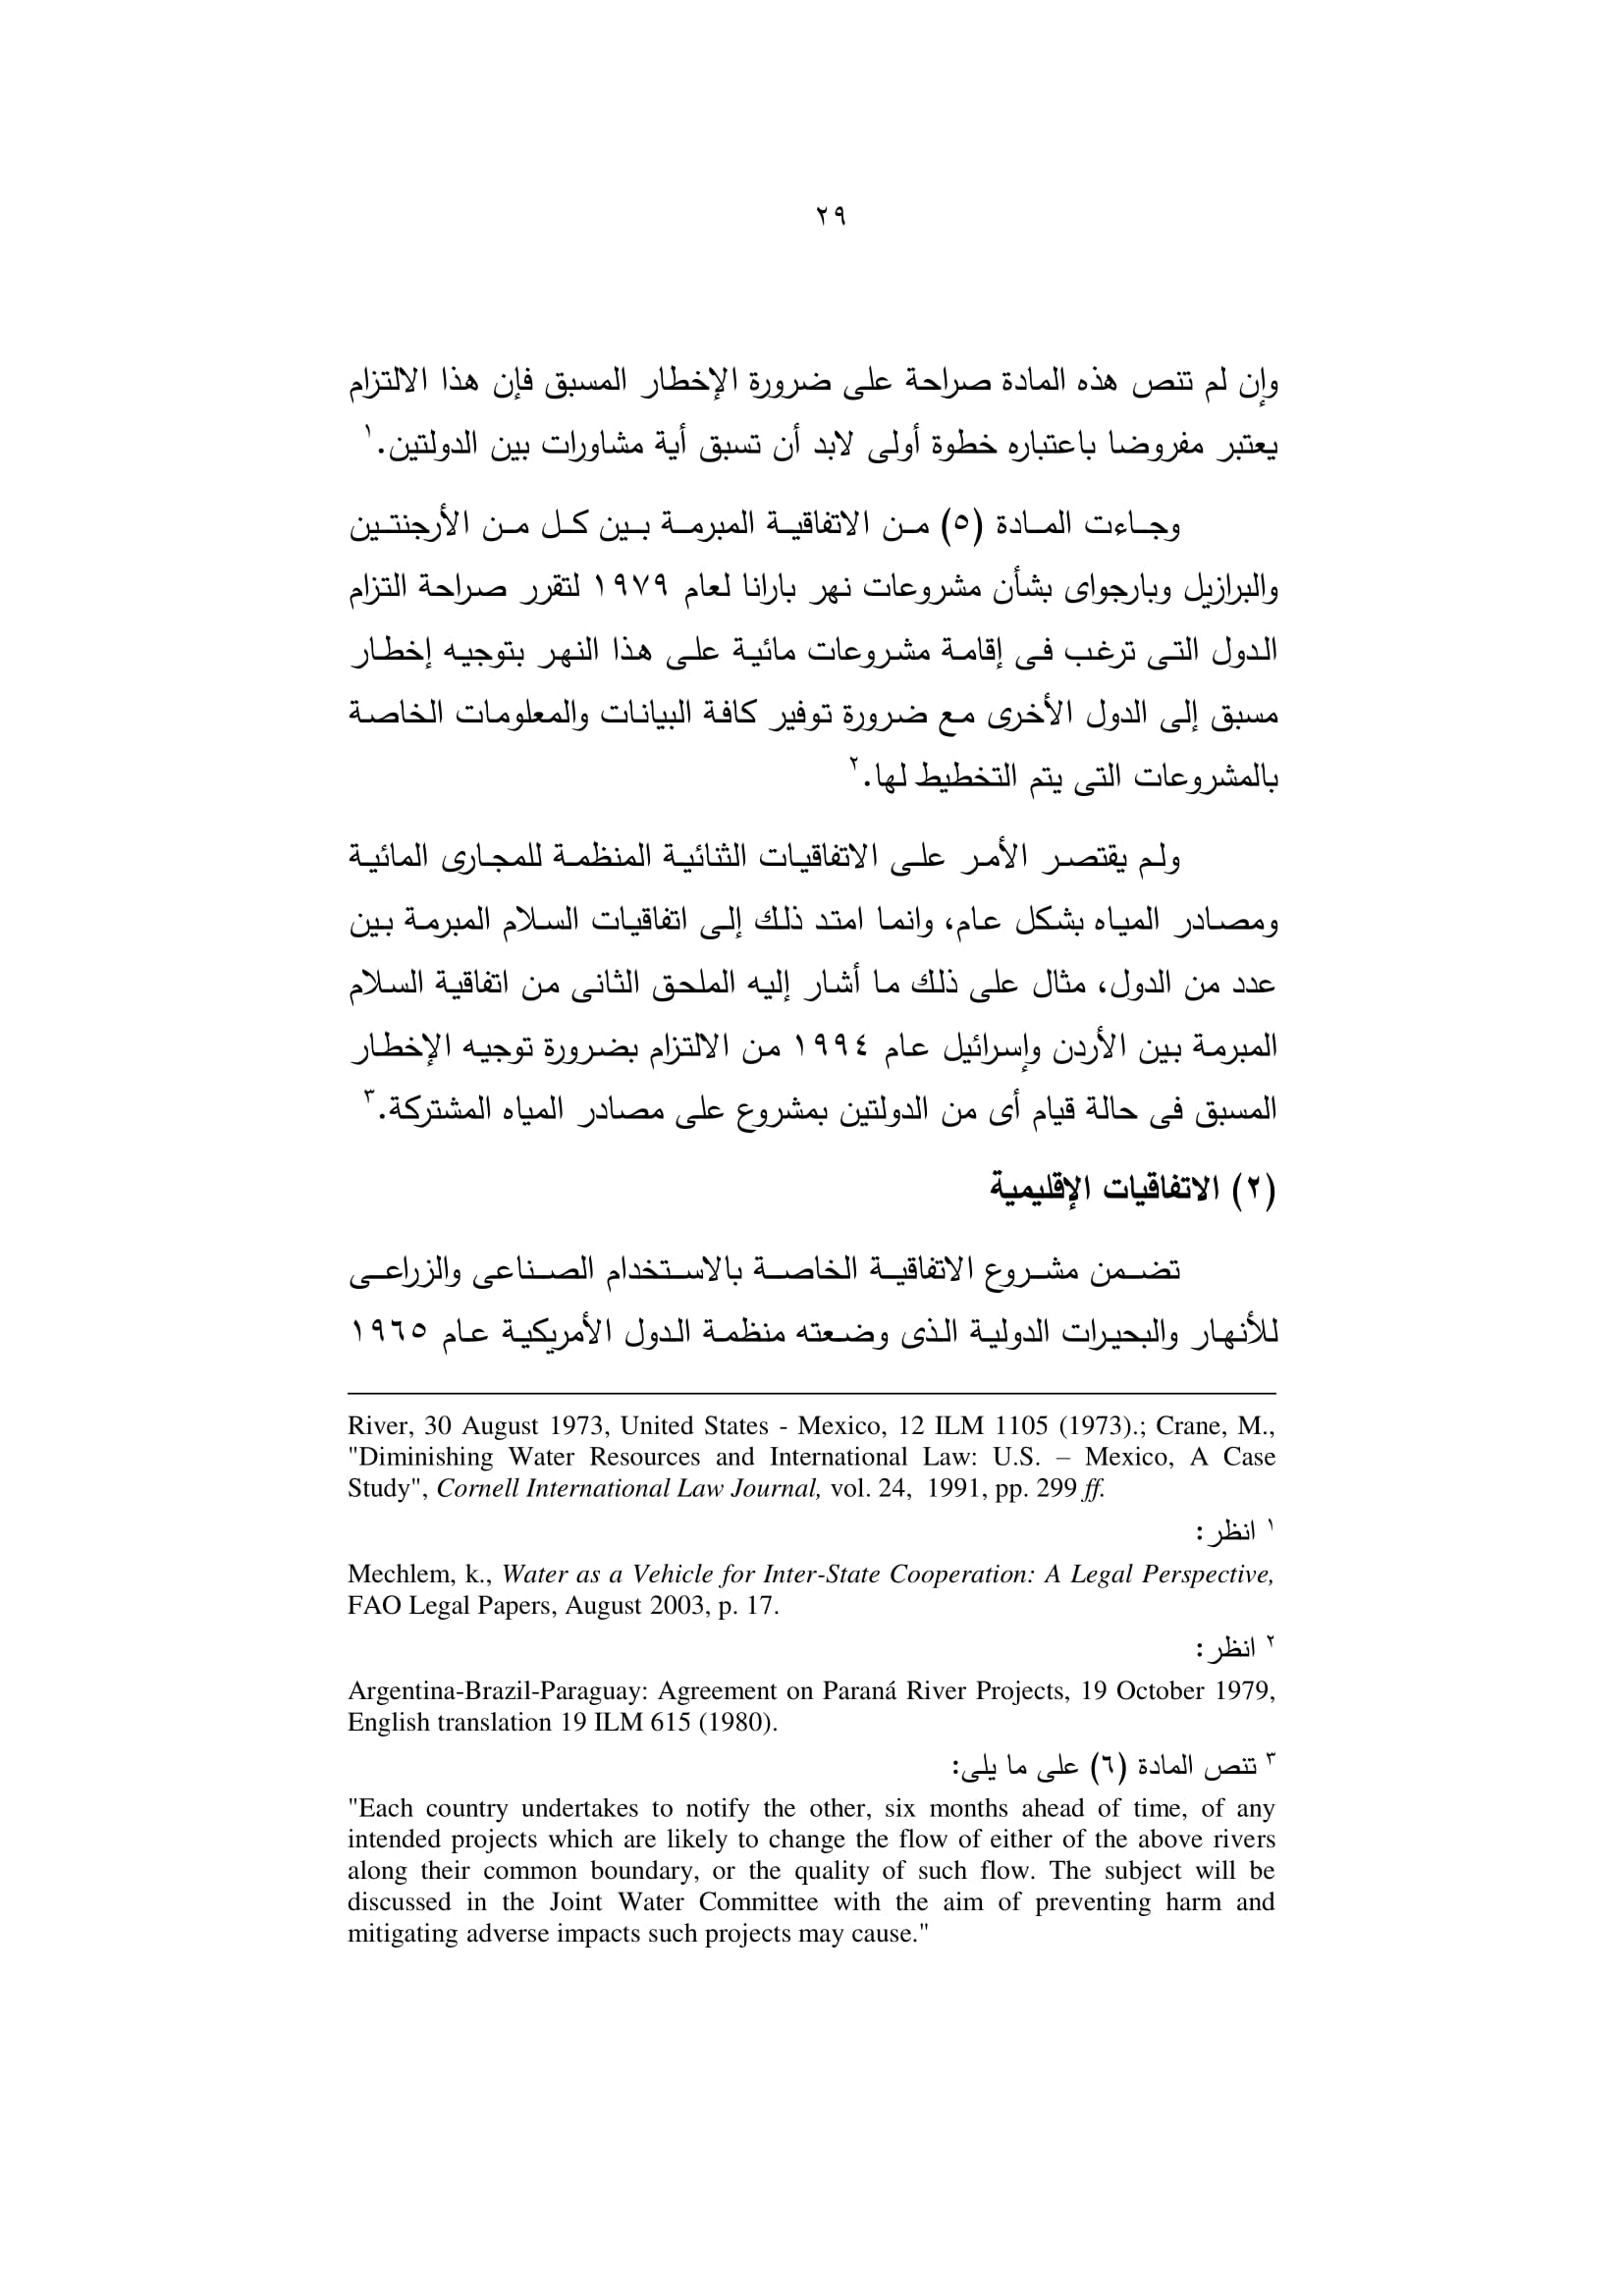 ٢٩
وإن لم تنص هذه المادة صراحة على ضرورة الإخطار المسبق فإن هذا الالتزام
يعتبر مفروضا باعتباره خطوة أولى لابد أن تسبق أية مشاورات بين الدولتين.١
وجاءت المادة (٥) من الاتفاقية المبرمة بين كل من الأرجنتين
والبرازيل وبارجواى بشأن مشروعات نهر بارانا لعام ١٩٧٩ لتقرر صراحة التزام
الدول التى ترغب فى إقامة مشروعات مائية على هذا النهر بتوجيه إخطار
مسبق إلى الدول الأخرى مع ضرورة توفير كافة البيانات والمعلومات الخاصة
بالمشروعات التى يتم التخطيط لها.٢
ولم يقتصر الأمر على الاتفاقيات الثنائية المنظمة للمجارى المائية
ومصادر المياه بشكل عام، وانما امتد ذلك إلى اتفاقيات السلام المبرمة بين
عدد من الدول، مثال على ذلك ما أشار إليه الملحق الثانى من اتفاقية السلام
المبرمة بين الأردن وإسرائيل عام ١٩٩٤ من الالتزام بضرورة توجيه الإخطار
المسبق فى حالة قيام أى من الدولتين بمشروع على مصادر المياه المشتركة.٣
(٢) الاتفاقيات الإقليمية
تضمن مشروع الاتفاقية الخاصة بالاستخدام الصناعى والزراعى
للأنهار والبحيرات الدولية الذى وضعته منظمة الدول الأمريكية عام ١٩٦٥
River, 30 August 1973, United States - Mexico, 12 ILM 1105 (1973).; Crane, M.,
"Diminishing Water Resources and International Law: U.S. – Mexico, A Case
Study", Cornell International Law Journal, vol. 24, 1991, pp. 299 ff.
١ انظر:
Mechlem, k., Water as a Vehicle for Inter-State Cooperation: A Legal Perspective,
FAO Legal Papers, August 2003, p. 17.
٢ انظر:
Argentina-Brazil-Paraguay: Agreement on Paraná River Projects, 19 October 1979,
English translation 19 ILM 615 (1980).
٣ تنص المادة (٦) على ما يلى:
"Each country undertakes to notify the other, six months ahead of time, of any
intended projects which are likely to change the flow of either of the above rivers
along their common boundary, or the quality of such flow. The subject will be
discussed in the Joint Water Committee with the aim of preventing harm and
mitigating adverse impacts such projects may cause."